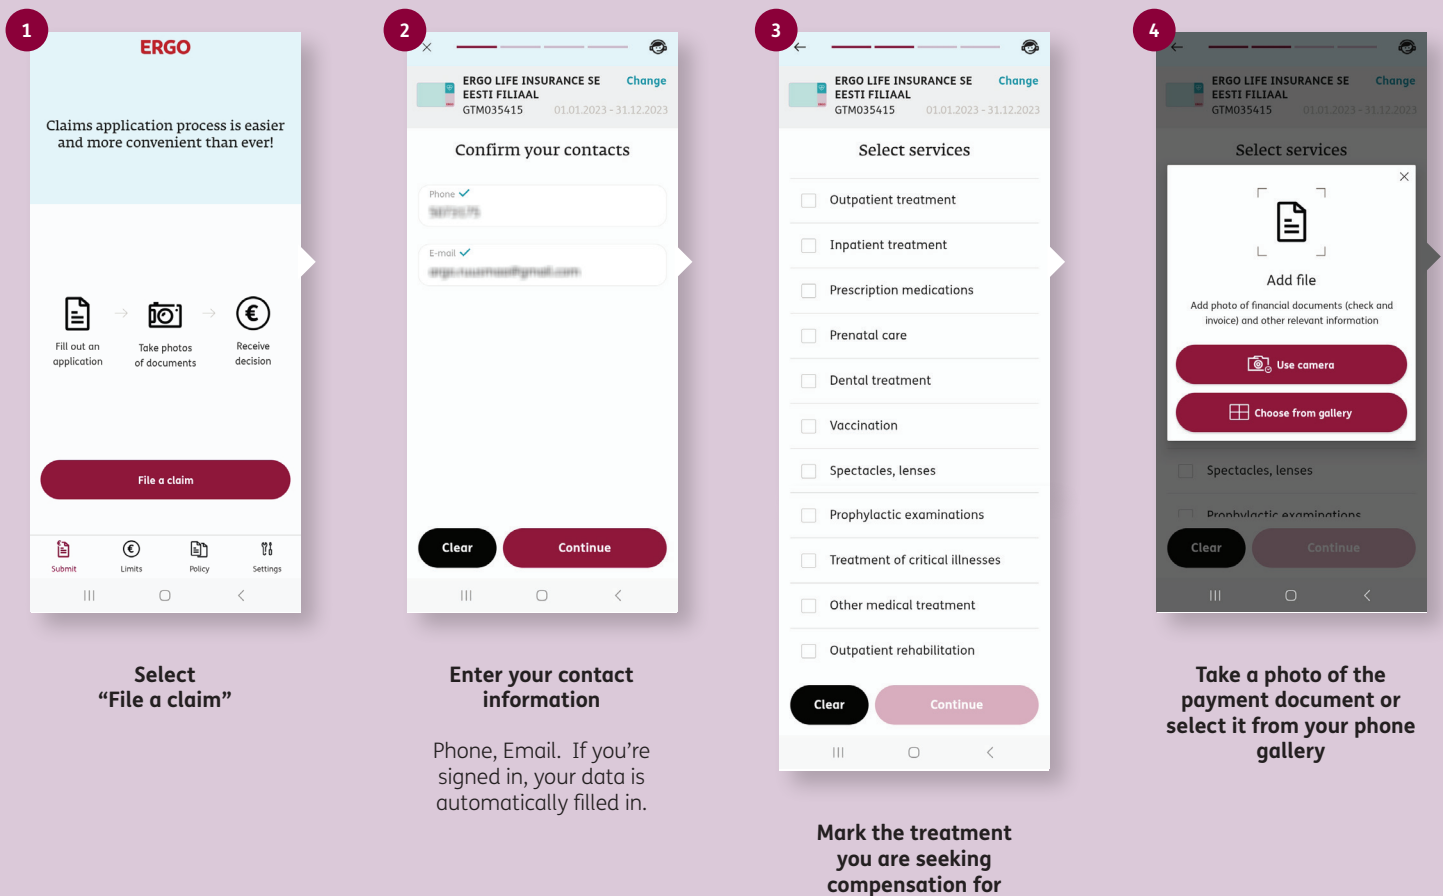 1
ERGO
Claims application process is easier
and more convenient than ever!
Fill out an
application
Take photos
of documents
Receive
decision
File a claim
Submit
Limits
Policy
Settings
Select
“File a claim”
2
ERGO LIFE INSURANCE SE
EESTI FILIAAL
Change
GTM035415
01.01.2023 - 31.12.2023
Confirm your contacts
Phone
E-mail
Clear
Continue
Enter your contact
information
Phone, Email. If you’re
signed in, your data is
automatically filled in.
3
ERGO LIFE INSURANCE SE
EESTI FILIAAL
Change
GTM035415
01.01.2023 - 31.12.2023
Select services
Outpatient treatment
Inpatient treatment
Prescription medications
Prenatal care
Dental treatment
Vaccination
Spectacles, lenses
Prophylactic examinations
Treatment of critical illnesses
Other medical treatment
Outpatient rehabilitation
Clear
Continue
Mark the treatment
you are seeking
compensation for
4
ERGO LIFE INSURANCE SE
EESTI FILIAAL
Change
GTM035415
01.01.2023 - 31.12.2023
Select services
Add file
Add photo of financial documents (check and
invoice) and other relevant information
Use camera
Choose from gallery
Spectacles, lenses
Prophylactic examinations
Clear
Continue
Take a photo of the
payment document or
select it from your phone
gallery